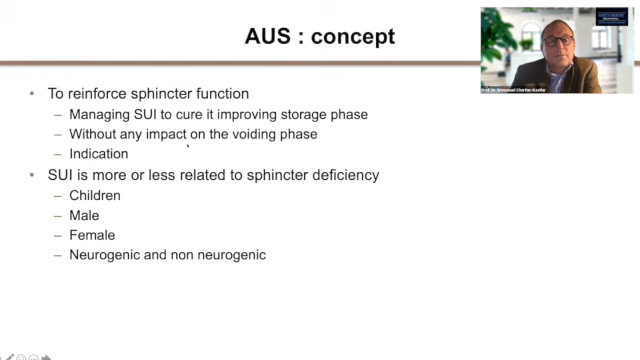 AUS : concept
• To reinforce sphincter function
– Managing SUI to cure it improving storage phase
– Without any impact on the voiding phase
– Indication
• SUI is more or less related to sphincter deficiency
– Children
– Male
– Female
– Neurogenic and non neurogenic